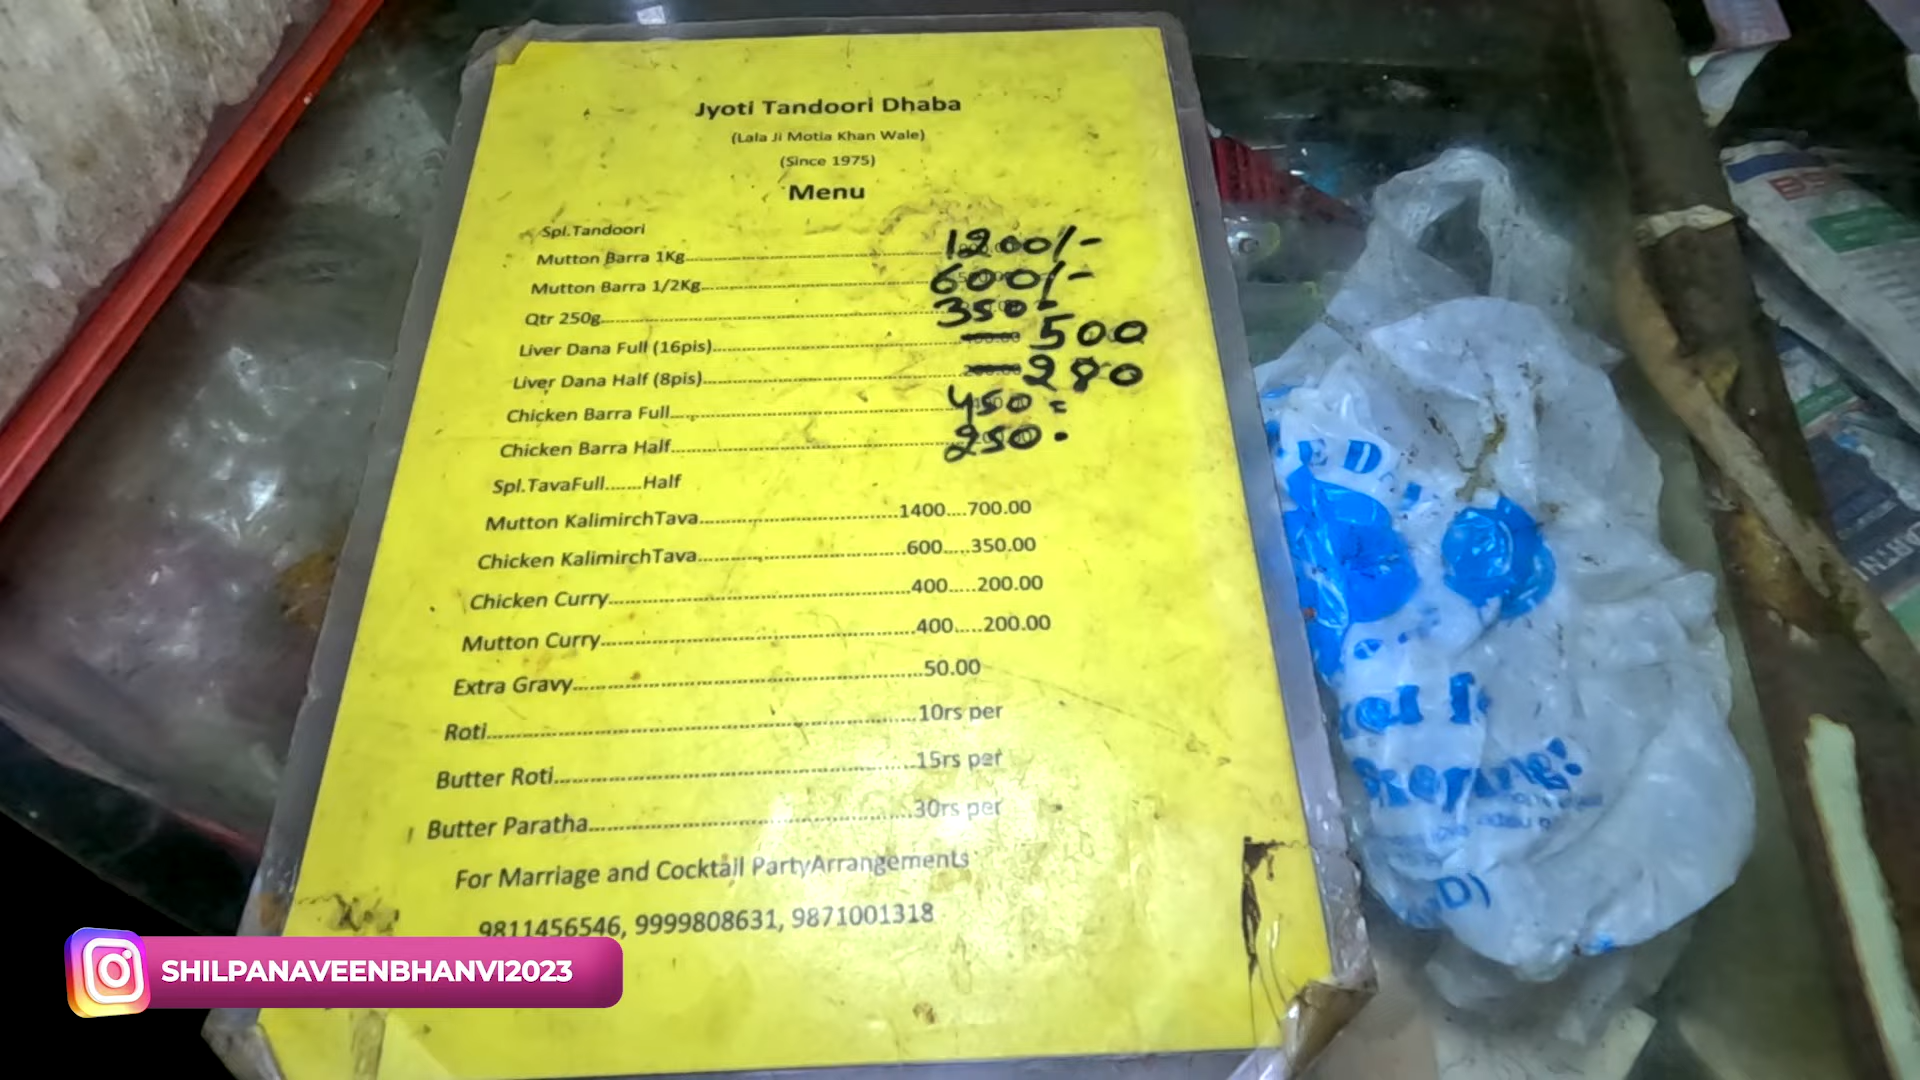 Jyoti Tandoori Dhaba
(Lala Ji Motia Khan Wale)
(Since 1975)
Menu
Spl.Tandoori
Mutton Barra 1Kg........1200/-
Mutton Barra 1/2Kg........600/-
Qtr 250g........350-
Liver Dana Full (16pis)........500
Liver Dana Half (8pis)........280
Chicken Barra Full........450=
Chicken Barra Half........250-
Spl.TavaFull.......Half
Mutton KalimirchTava........1400....700.00
Chicken KalimirchTava........600.....350.00
Chicken Curry........400.....200.00
Mutton Curry........400.....200.00
Extra Gravy........50.00
Roti........10rs per
Butter Roti........15rs per
Butter Paratha........30rs per
For Marriage and Cocktail PartyArrangements
9811456546, 9999808631, 9871001318
SHILPANAVEENBHANVI2023